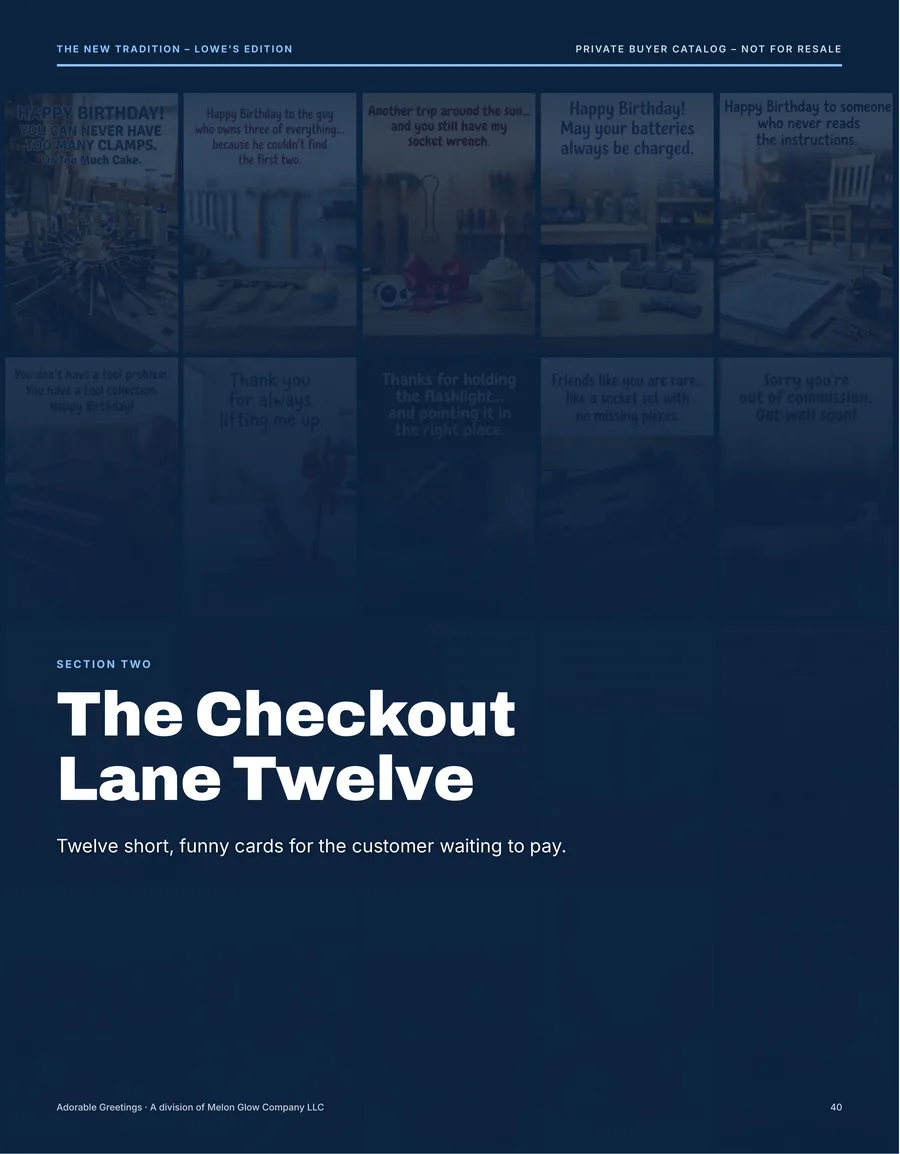 THE NEW TRADITION – LOWE'S EDITION
PRIVATE BUYER CATALOG – NOT FOR RESALE
HAPPY BIRTHDAY!
YOU CAN NEVER HAVE
TOO MANY CLAMPS.
Or Too Much Cake.
Happy Birthday to the guy
who owns three of everything...
because he couldn't find
the first two.
Another trip around the sun...
and you still have my
socket wrench.
Happy Birthday!
May your batteries
always be charged.
Happy Birthday to someone
who never reads
the instructions.
You don't have a tool problem.
You have a tool collection.
Happy Birthday!
Thank you
for always
lifting me up.
Thanks for holding
the flashlight...
and pointing it in
the right place.
Friends like you are rare...
like a socket set with
no missing pieces.
Sorry you're
out of commission.
Get well soon!
SECTION TWO
The Checkout
Lane Twelve
Twelve short, funny cards for the customer waiting to pay.
Adorable Greetings · A division of Melon Glow Company LLC
40